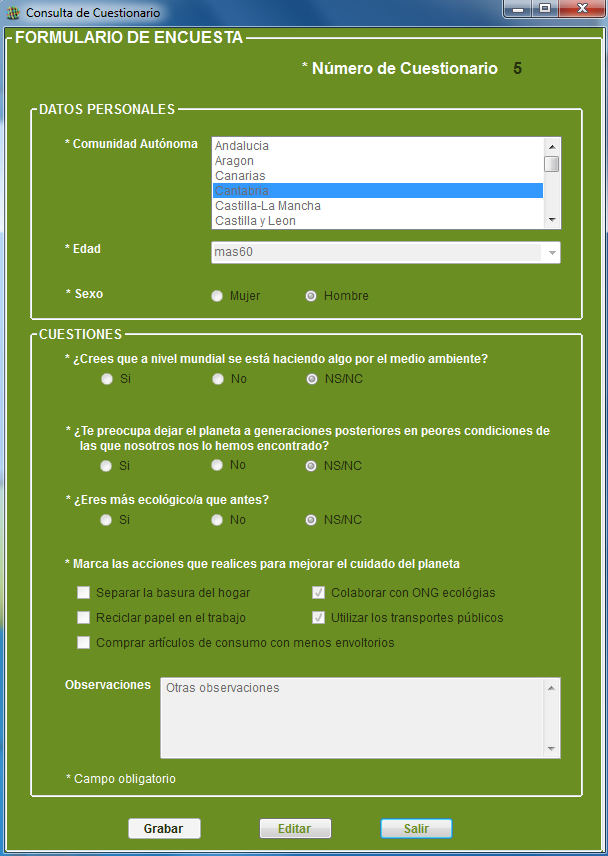 Consulta de Cuestionario
FORMULARIO DE ENCUESTA
* Número de Cuestionario 5
DATOS PERSONALES
* Comunidad Autónoma
Andalucia
Aragon
Canarias
Cantabria
Castilla-La Mancha
Castilla y Leon
* Edad mas60
* Sexo Mujer Hombre
CUESTIONES
* ¿Crees que a nivel mundial se está haciendo algo por el medio ambiente?
Si No NS/NC
* ¿Te preocupa dejar el planeta a generaciones posteriores en peores condiciones de
las que nosotros nos lo hemos encontrado?
Si No NS/NC
* ¿Eres más ecológico/a que antes?
Si No NS/NC
* Marca las acciones que realices para mejorar el cuidado del planeta
Separar la basura del hogar Colaborar con ONG ecológias
Reciclar papel en el trabajo Utilizar los transportes públicos
Comprar artículos de consumo con menos envoltorios
Observaciones Otras observaciones
* Campo obligatorio
Grabar Editar Salir